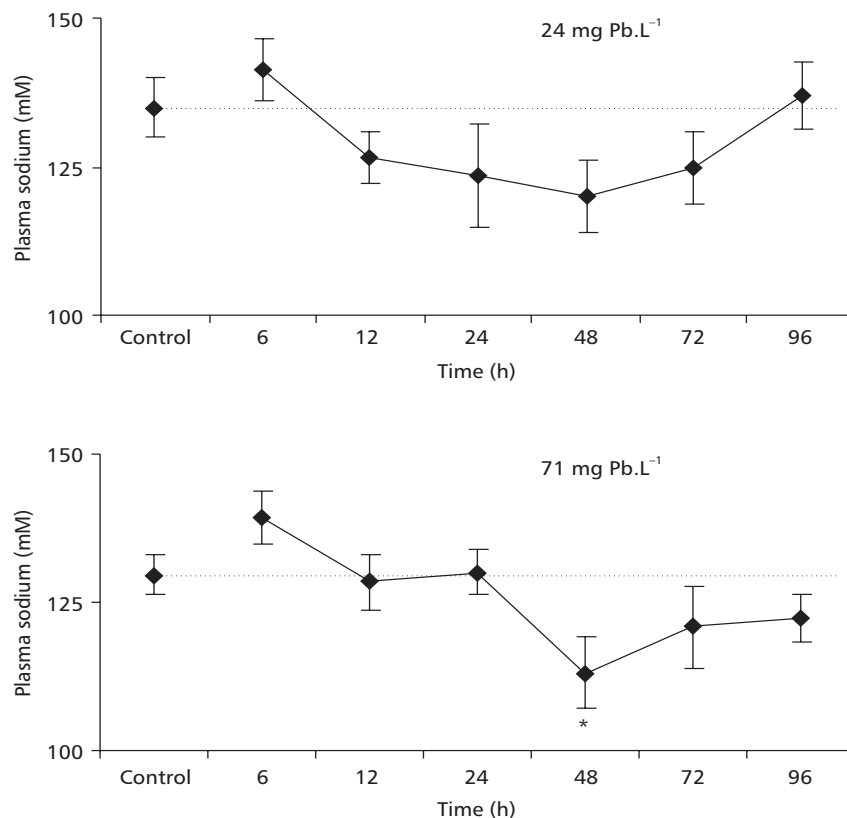 150
24 mg Pb.L⁻¹
Plasma sodium (mM)
125
100
Control 6 12 24 48 72 96
Time (h)
150
71 mg Pb.L⁻¹
Plasma sodium (mM)
125
*
100
Control 6 12 24 48 72 96
Time (h)